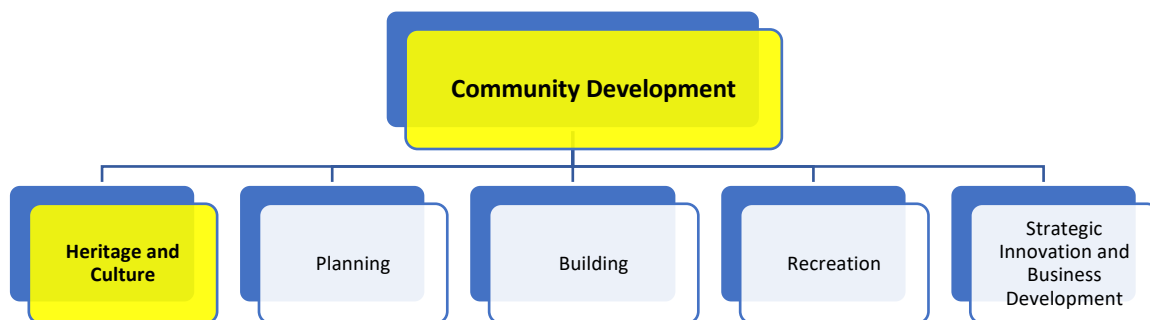 Community Development
Heritage and
Culture
Planning
Building
Recreation
Strategic
Innovation and
Business
Development